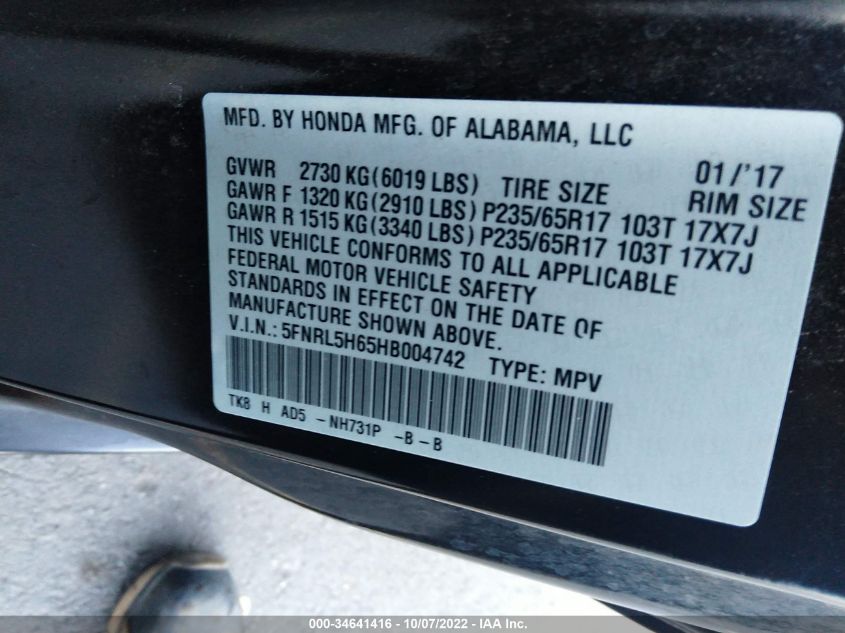 MFD. BY HONDA MFG. OF ALABAMA, LLC
GVWR 2730 KG(6019 LBS) TIRE SIZE 01/'17 RIM SIZE
GAWR F 1320 KG(2910 LBS) P235/65R17 103T 17X7J
GAWR R 1515 KG(3340 LBS) P235/65R17 103T 17X7J
THIS VEHICLE CONFORMS TO ALL APPLICABLE
FEDERAL MOTOR VEHICLE SAFETY
STANDARDS IN EFFECT ON THE DATE OF
MANUFACTURE SHOWN ABOVE.
V.I.N.: 5FNRL5H65HB004742 TYPE: MPV
TK8 H AD5 -NH731P -B-B
000-34641416 - 10/07/2022 - IAA Inc.